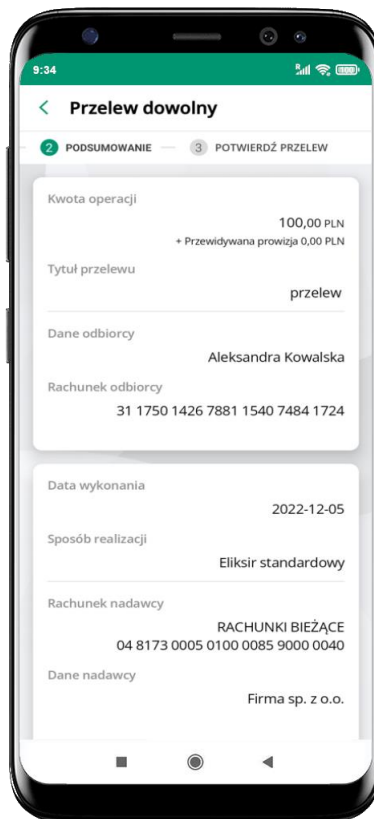 9:34
100
Przelew dowolny
2 PODSUMOWANIE 3 POTWIERDŹ PRZELEW
Kwota operacji
100,00 PLN
+ Przewidywana prowizja 0,00 PLN
Tytuł przelewu
przelew
Dane odbiorcy
Aleksandra Kowalska
Rachunek odbiorcy
31 1750 1426 7881 1540 7484 1724
Data wykonania
2022-12-05
Sposób realizacji
Eliksir standardowy
Rachunek nadawcy
RACHUNKI BIEŻĄCE
04 8173 0005 0100 0085 9000 0040
Dane nadawcy
Firma sp. z o.o.